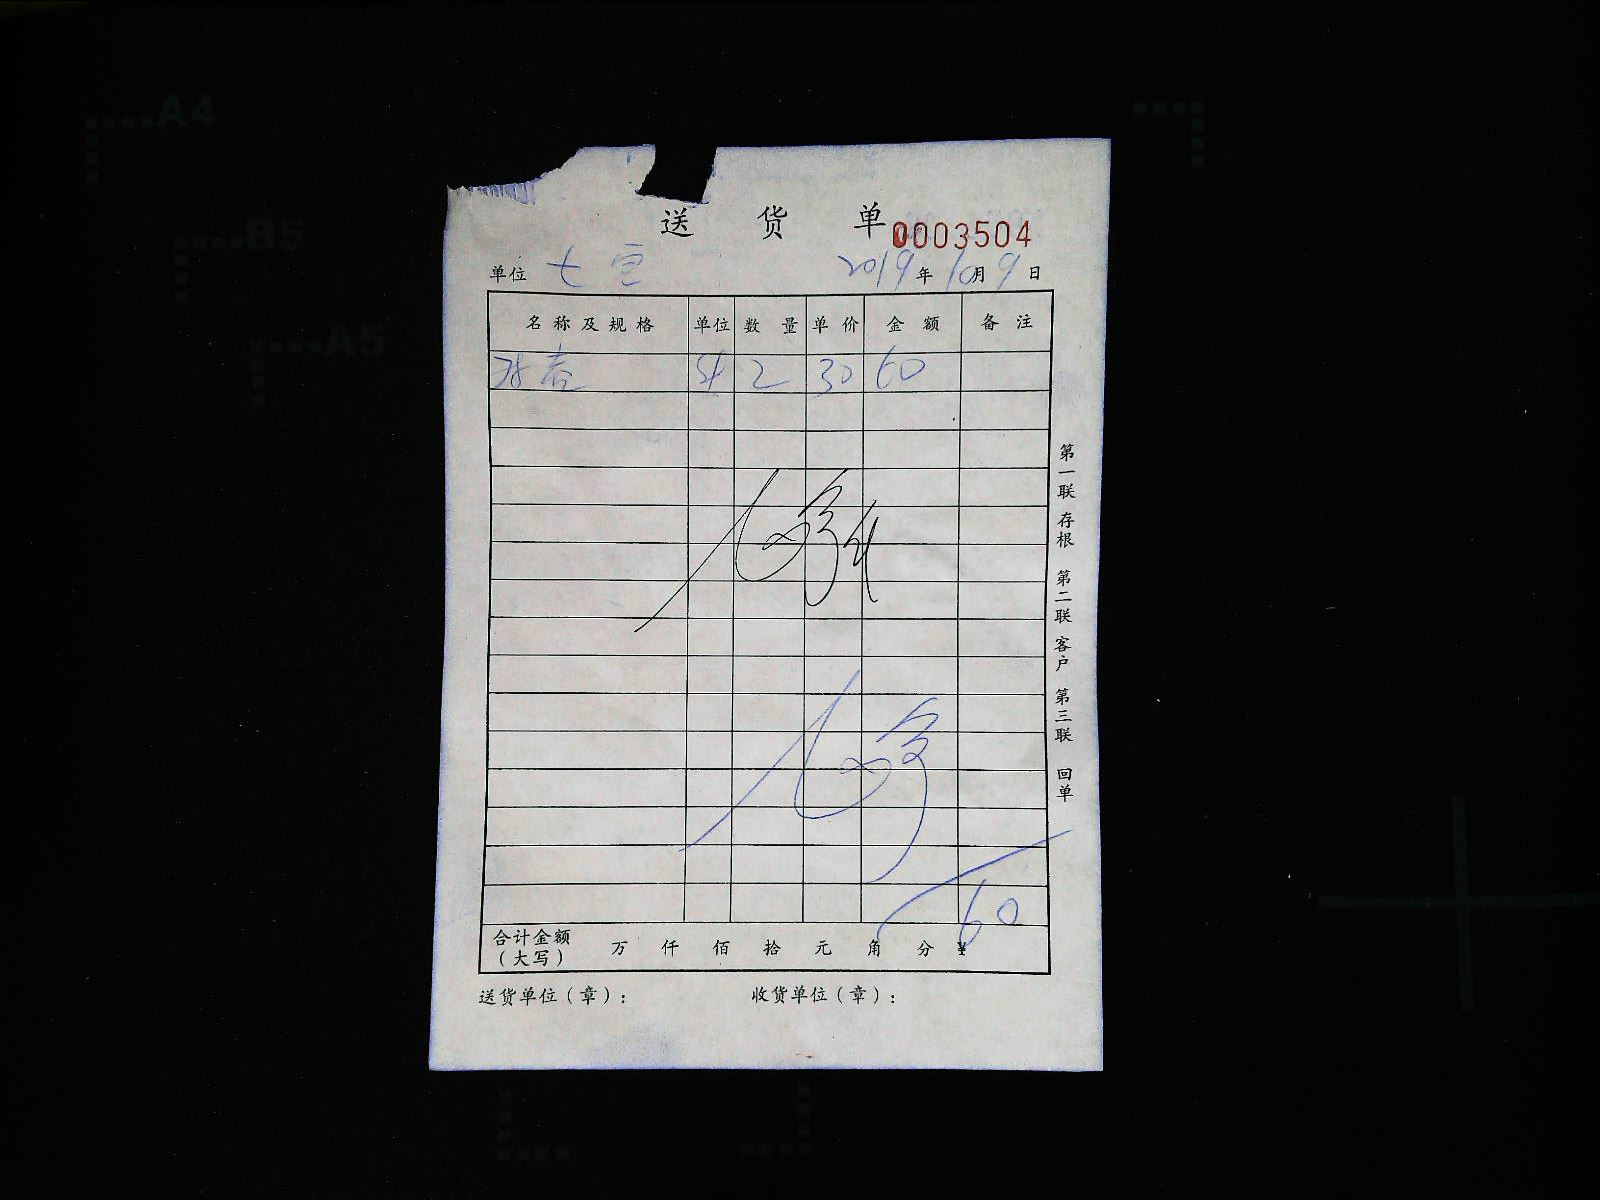 A4
B5
A5
送 货 单 0003504
单位 七 2019 年 10 月 9 日
名称及规格 单位 数量 单价 金额 备注
2 30 60
60
合计金额（大写） 万 仟 佰 拾 元 角 分 ¥
送货单位（章）： 收货单位（章）：
第一联 存根 第二联 客户 第三联 回单